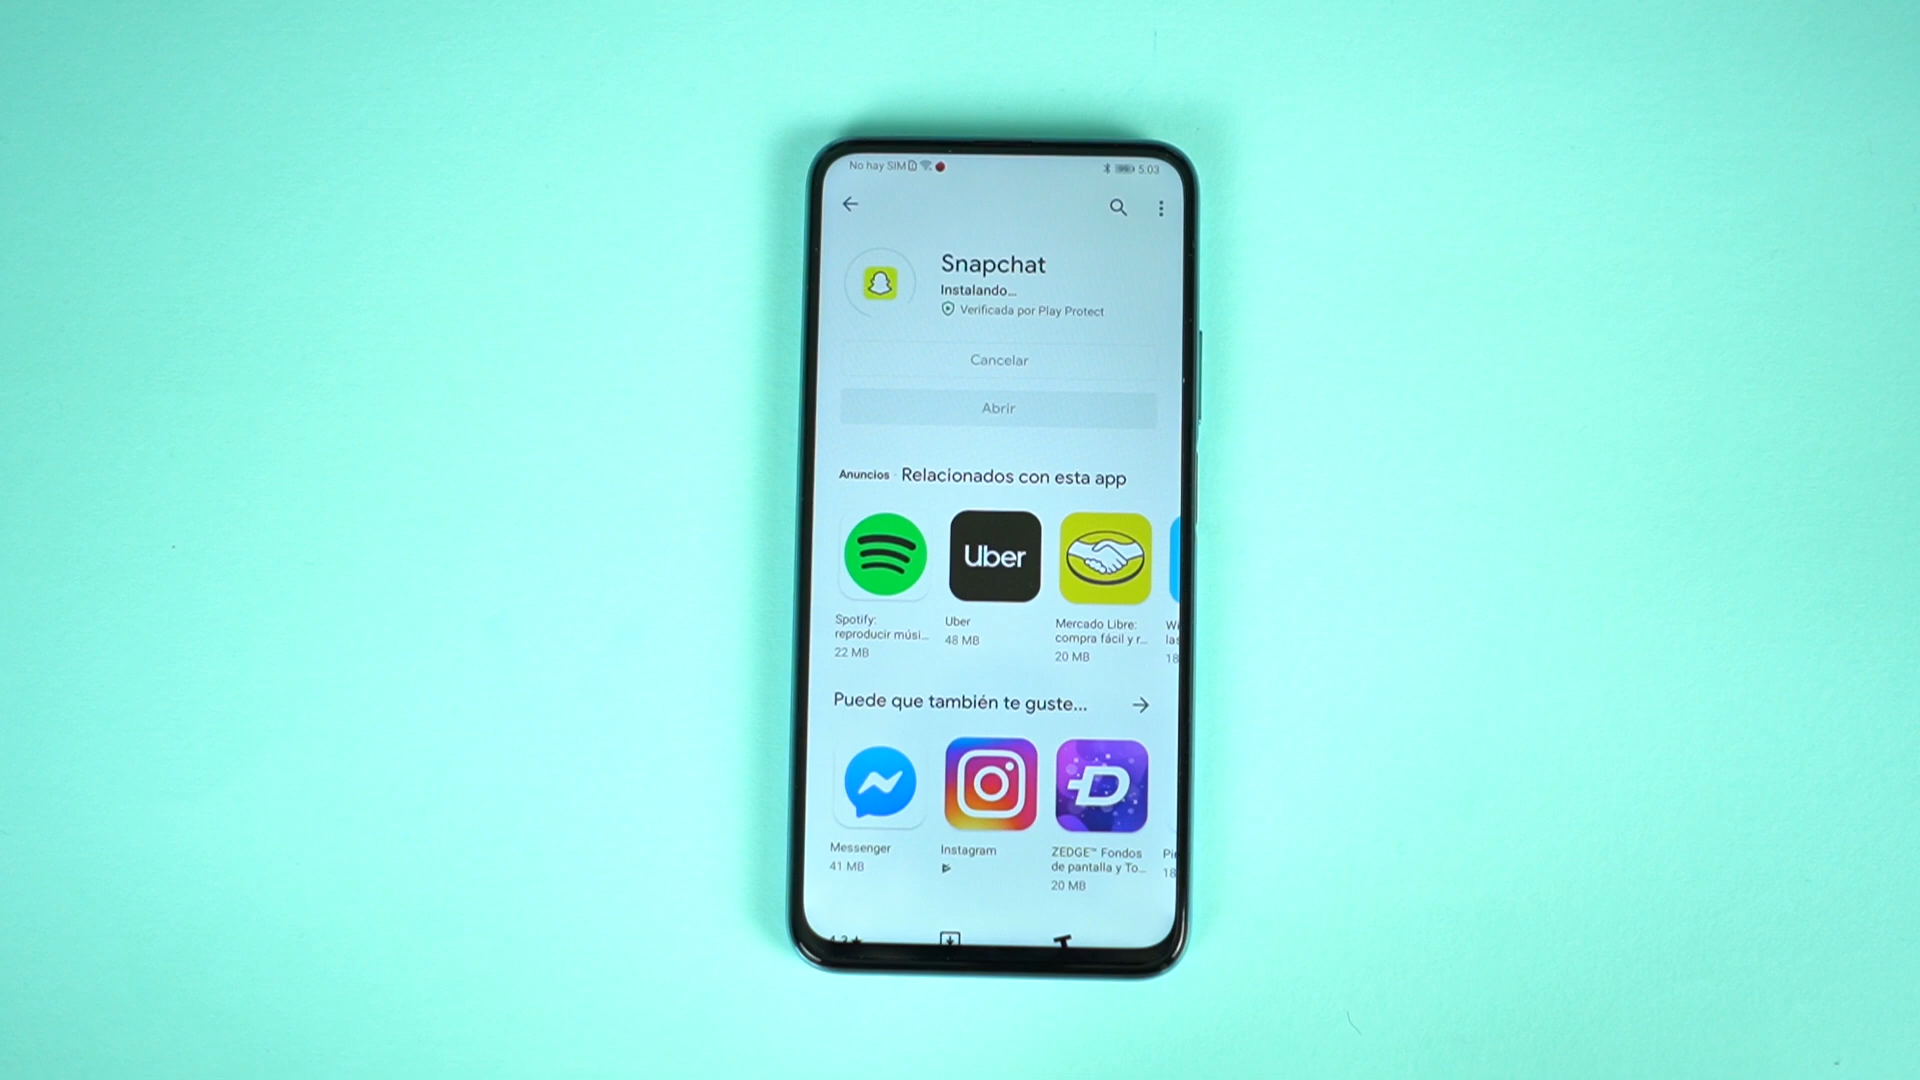 No hay SIM 5:03
Snapchat
Instalando...
Verificada por Play Protect
Cancelar
Abrir
Anuncios · Relacionados con esta app
Uber
Spotify: Uber Mercado Libre:
reproducir músi... 48 MB compra fácil y r...
22 MB 20 MB
Puede que también te guste...
Messenger Instagram ZEDGE™ Fondos
41 MB de pantalla y To...
20 MB